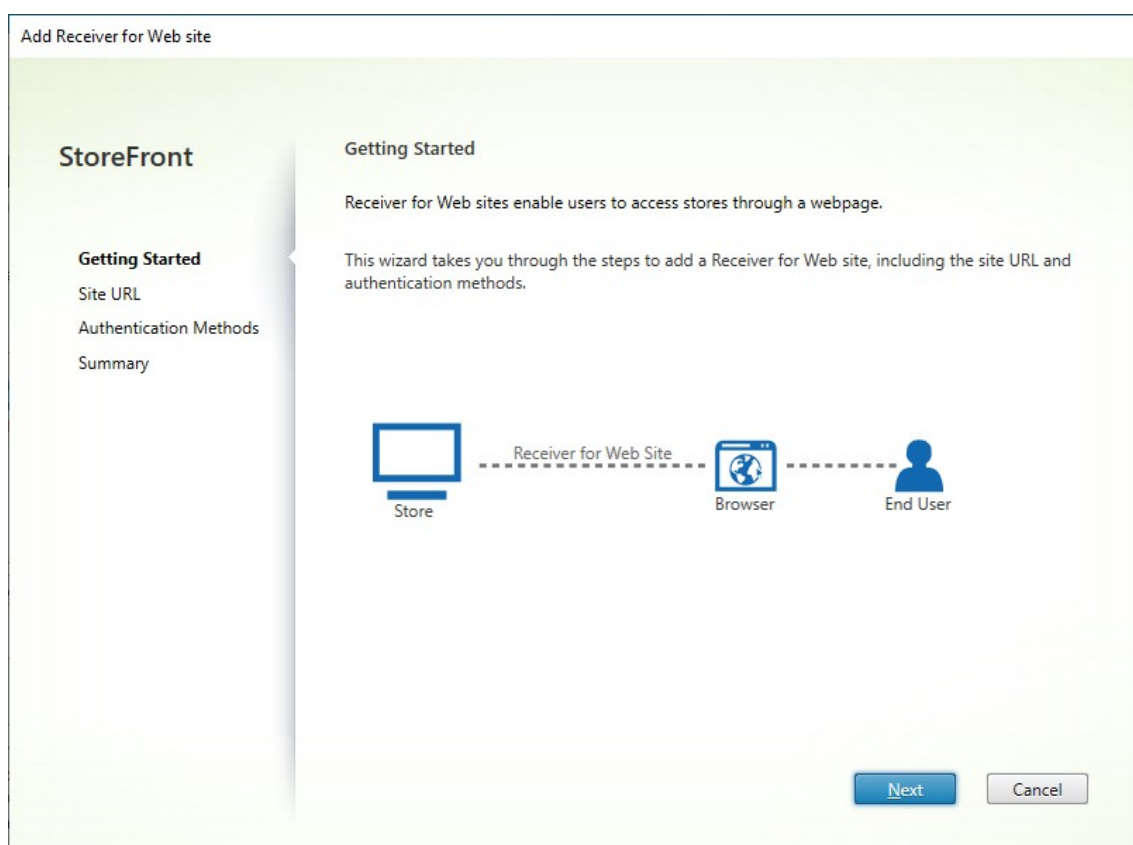 Add Receiver for Web site
StoreFront
Getting Started
Site URL
Authentication Methods
Summary
Getting Started
Receiver for Web sites enable users to access stores through a webpage.
This wizard takes you through the steps to add a Receiver for Web site, including the site URL and
authentication methods.
Receiver for Web Site
Store
Browser
End User
Next
Cancel